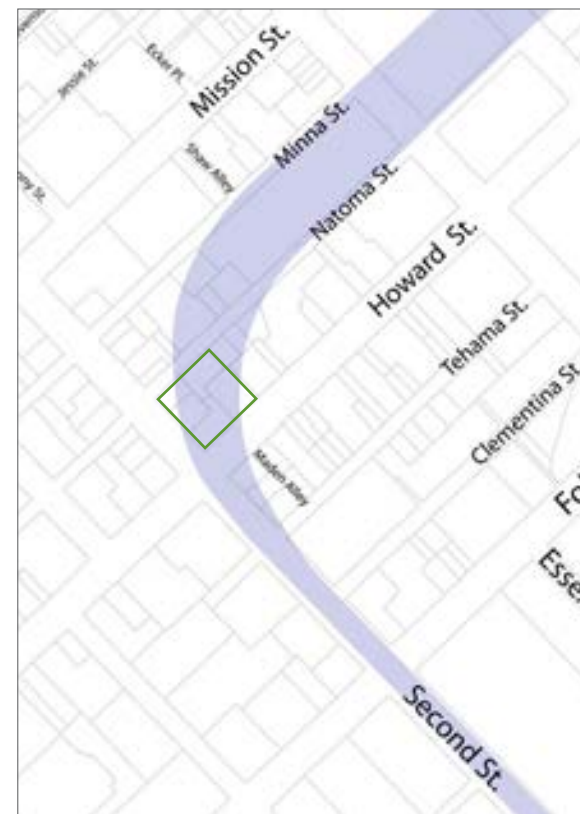 Jessie St.
Ecker Pl.
Mission St.
Minna St.
Shaw Alley
Natoma St.
Howard St.
Tehama St.
Clementina St.
Maden Alley
Second St.